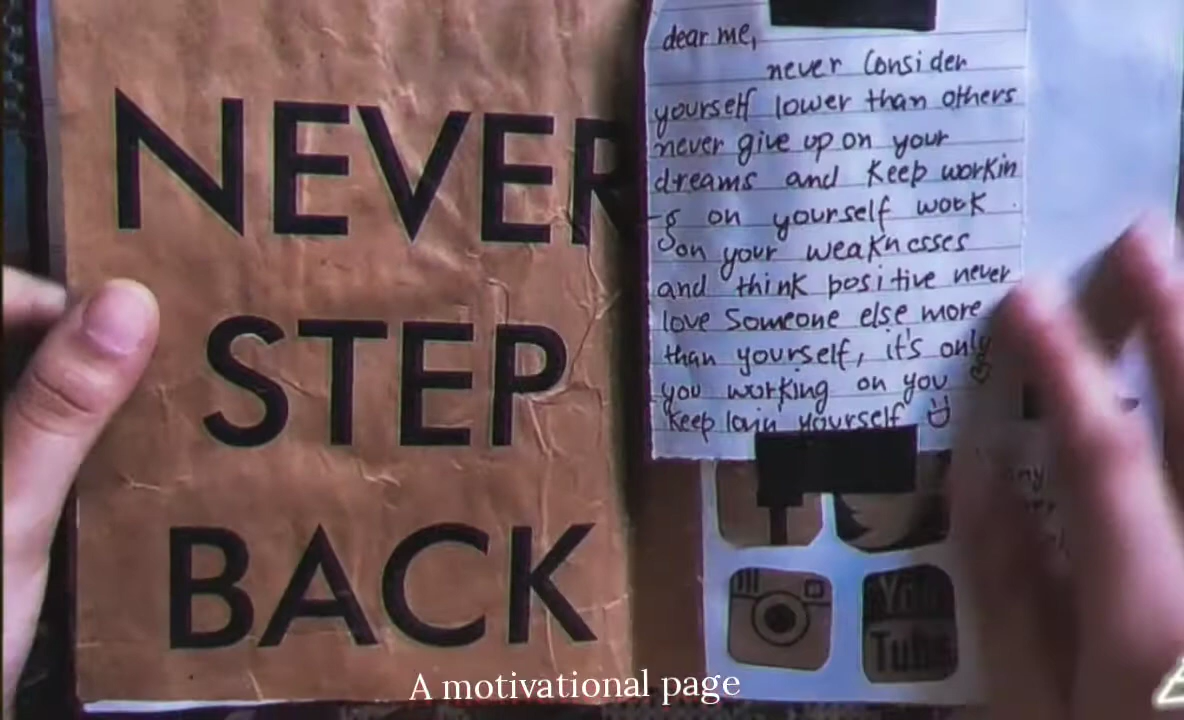 NEVER
STEP
BACK
dear me,
never Consider
yourself lower than others
never give up on your
dreams and Keep workin
-g on yourself work
on your weaknesses
and think positive never
love Someone else more
than yourself, it's only
you working on you
keep yourself
You
Tube
A motivational page